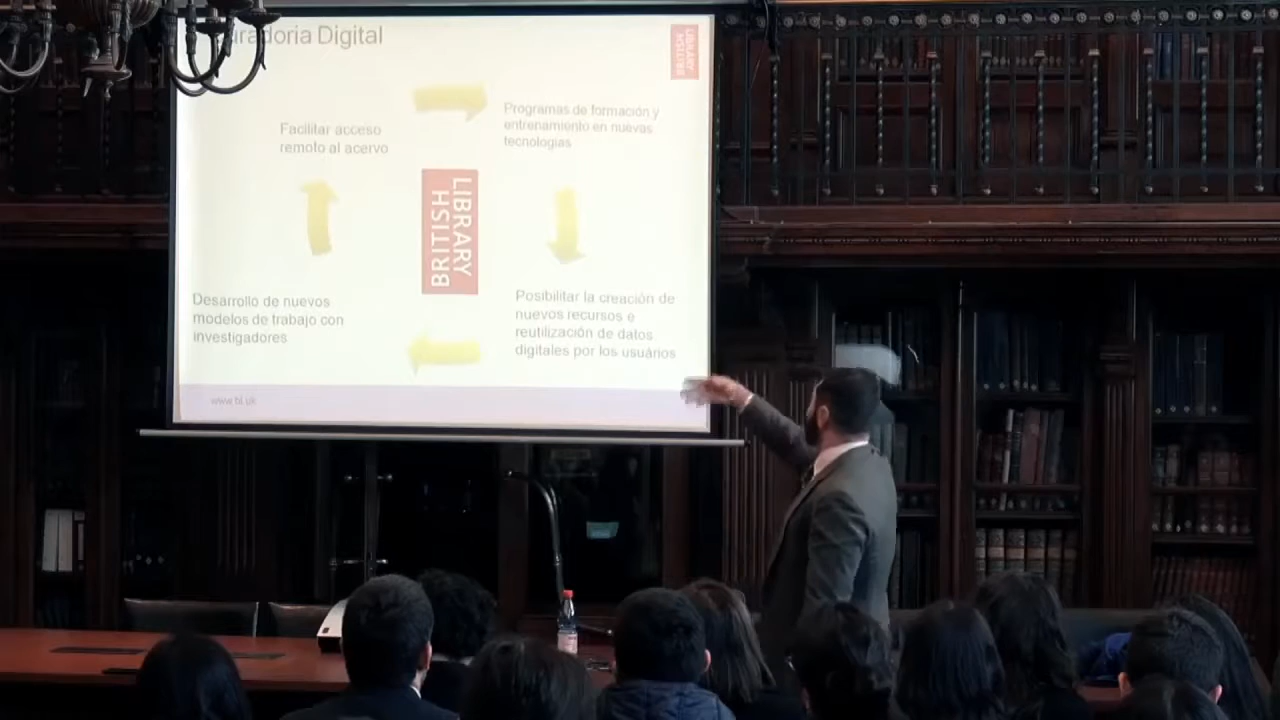 uradoria Digital
BRITISH
LIBRARY
Facilitar acceso
remoto al acervo
Programas de formación y
entrenamiento en nuevas
tecnologías
BRITISH
LIBRARY
Desarrollo de nuevos
modelos de trabajo con
investigadores
Posibilitar la creación de
nuevos recursos e
reutilización de datos
digitales por los usuários
www.bl.uk